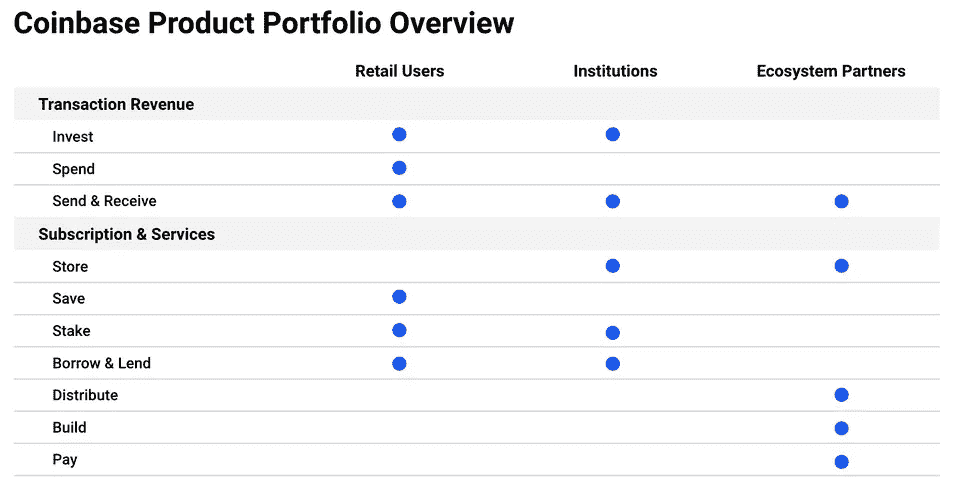 Coinbase Product Portfolio Overview
Retail Users Institutions Ecosystem Partners
Transaction Revenue
Invest
Spend
Send & Receive
Subscription & Services
Store
Save
Stake
Borrow & Lend
Distribute
Build
Pay